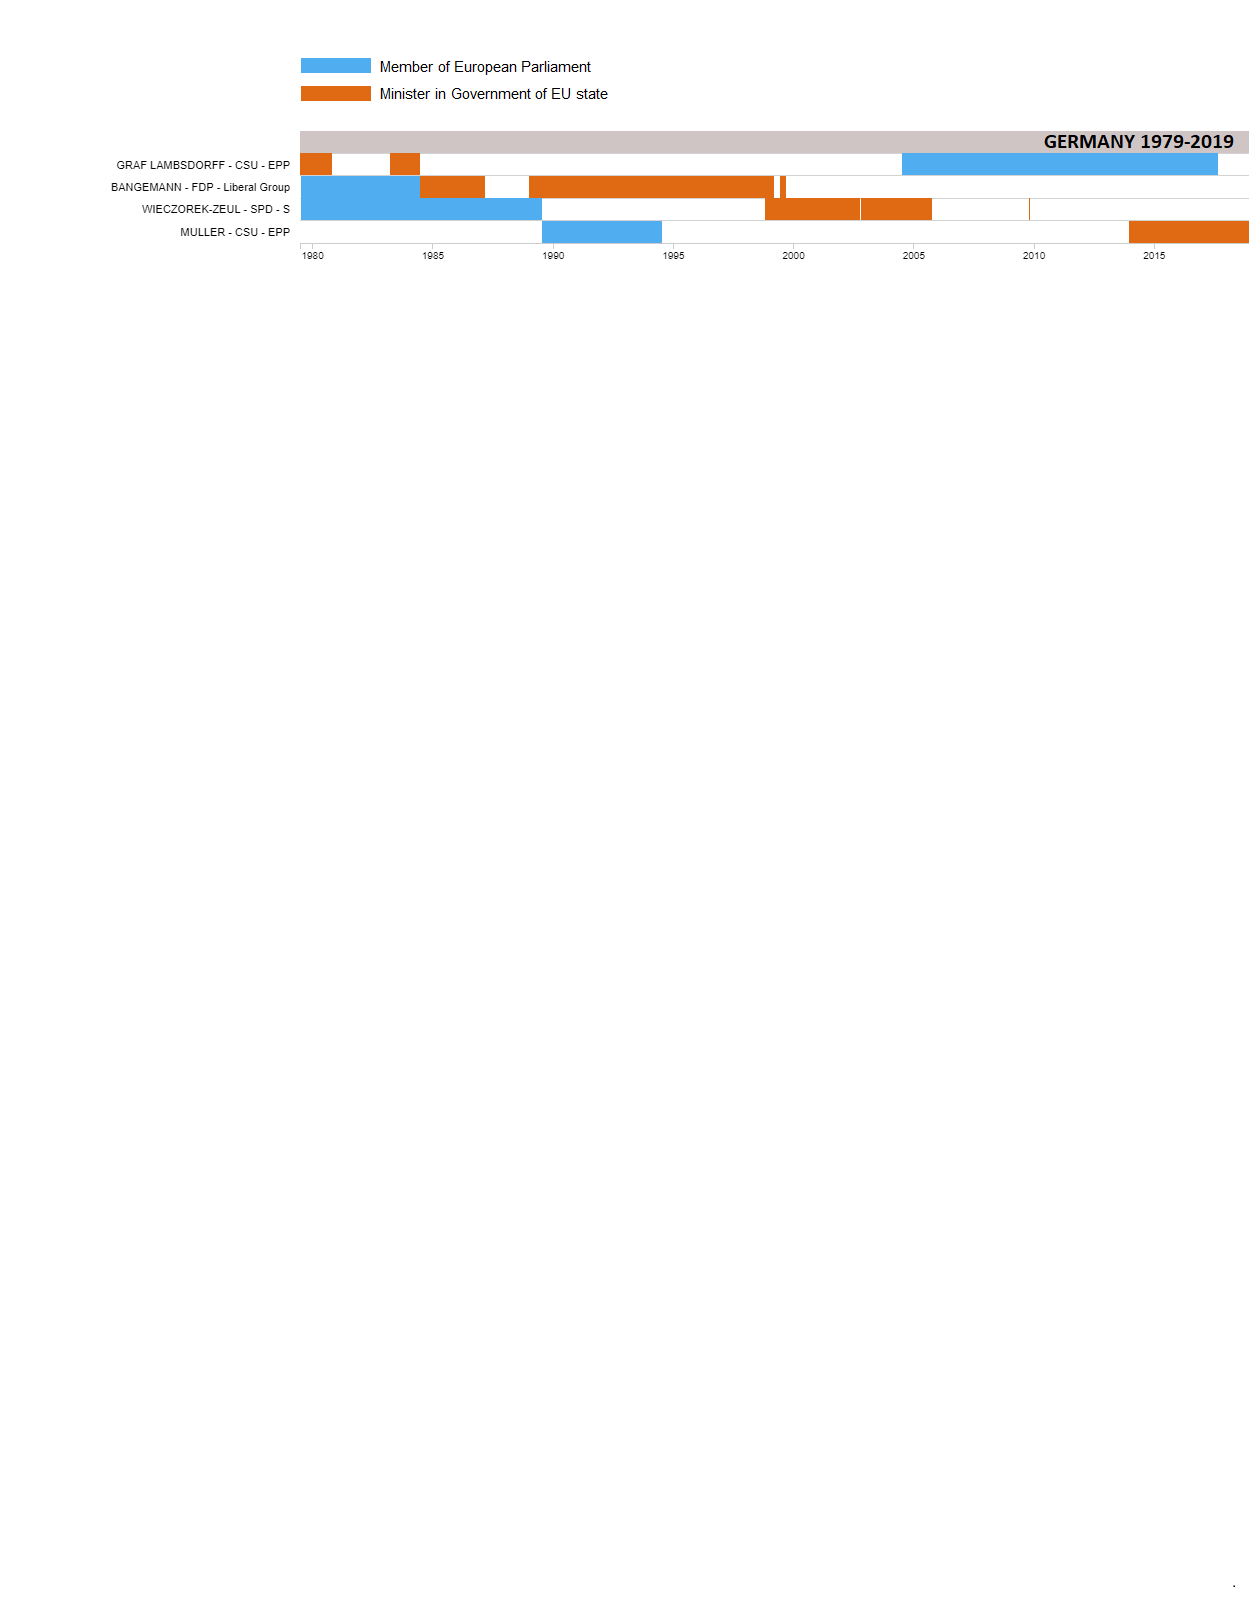 Member of European Parliament
Minister in Government of EU state
GERMANY 1979-2019
GRAF LAMBSDORFF - CSU - EPP
BANGEMANN - FDP - Liberal Group
WIECZOREK-ZEUL - SPD - S
MULLER - CSU - EPP
1980 1985 1990 1995 2000 2005 2010 2015
.